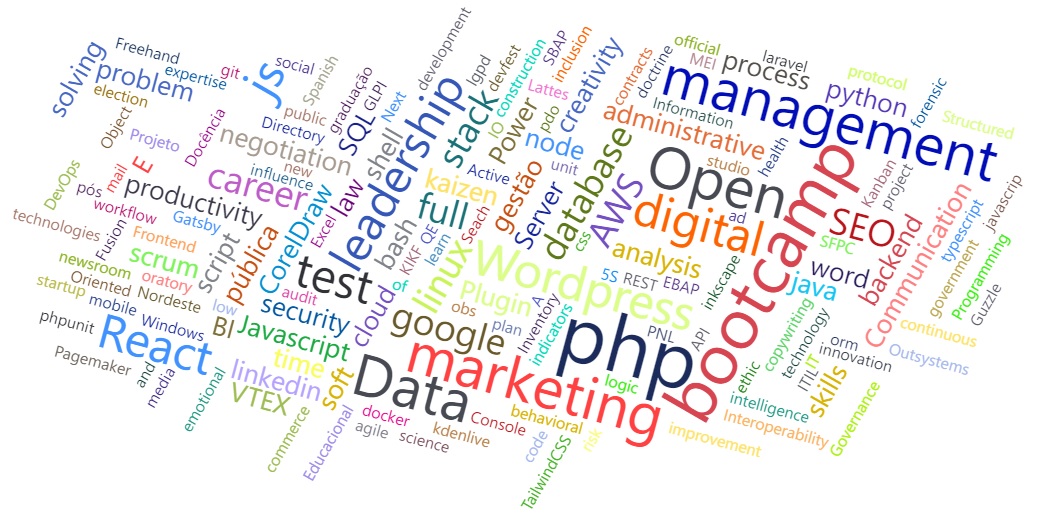 development
SBAP
inclusion
creativity
contracts
doctrine
official
MEI
process
laravel
protocol
python
forensic
Structured
solving
Freehand
problem
expertise
git
js
social
Spanish
graduação
SQL
GLPI
Next
lgpd
devfest
construction
Lattes
management
election
Object
Projeto
Docência
public
Directory
negotiation
new
shell
leadership
stack
Power
IO
pdo
node
unit
administrative
Information
studio
health
Open
Kanban
project
javascrip
DevOps
pós
mail
E
productivity
career
influence
Excel
law
Active
kaizen
gestão
Server
database
css
AWS
digital
ad
bootcamp
SEO
SFPC
backend
Communication
typescript
government
Programming
Guzzle
technologies
workflow
Fusion
Gatsby
Frontend
scrum
oratory
script
pública
CorelDraw
full
Seach
QE
KIKF
learn
bash
of
linux
Wordpress
Plugin
analysis
5S
REST
EBAP
inkscape
word
java
newsroom
startup
Oriented
Nordeste
mobile
Windows
low
audit
test
security
cloud
google
obs
plan
Inventory
A
indicators
php
PNL
API
copywriting
technology
orm
innovation
continuous
Outsystems
phpunit
Pagemaker
React
and
media
BI
Javascript
time
linkedin
VTEX
soft
Data
marketing
logic
ethic
ITIL
IT
skills
intelligence
Interoperability
Governance
emotional
commerce
Educacional
docker
agile
science
Console
kdenlive
behavioral
code
TailwindCSS
risk
improvement